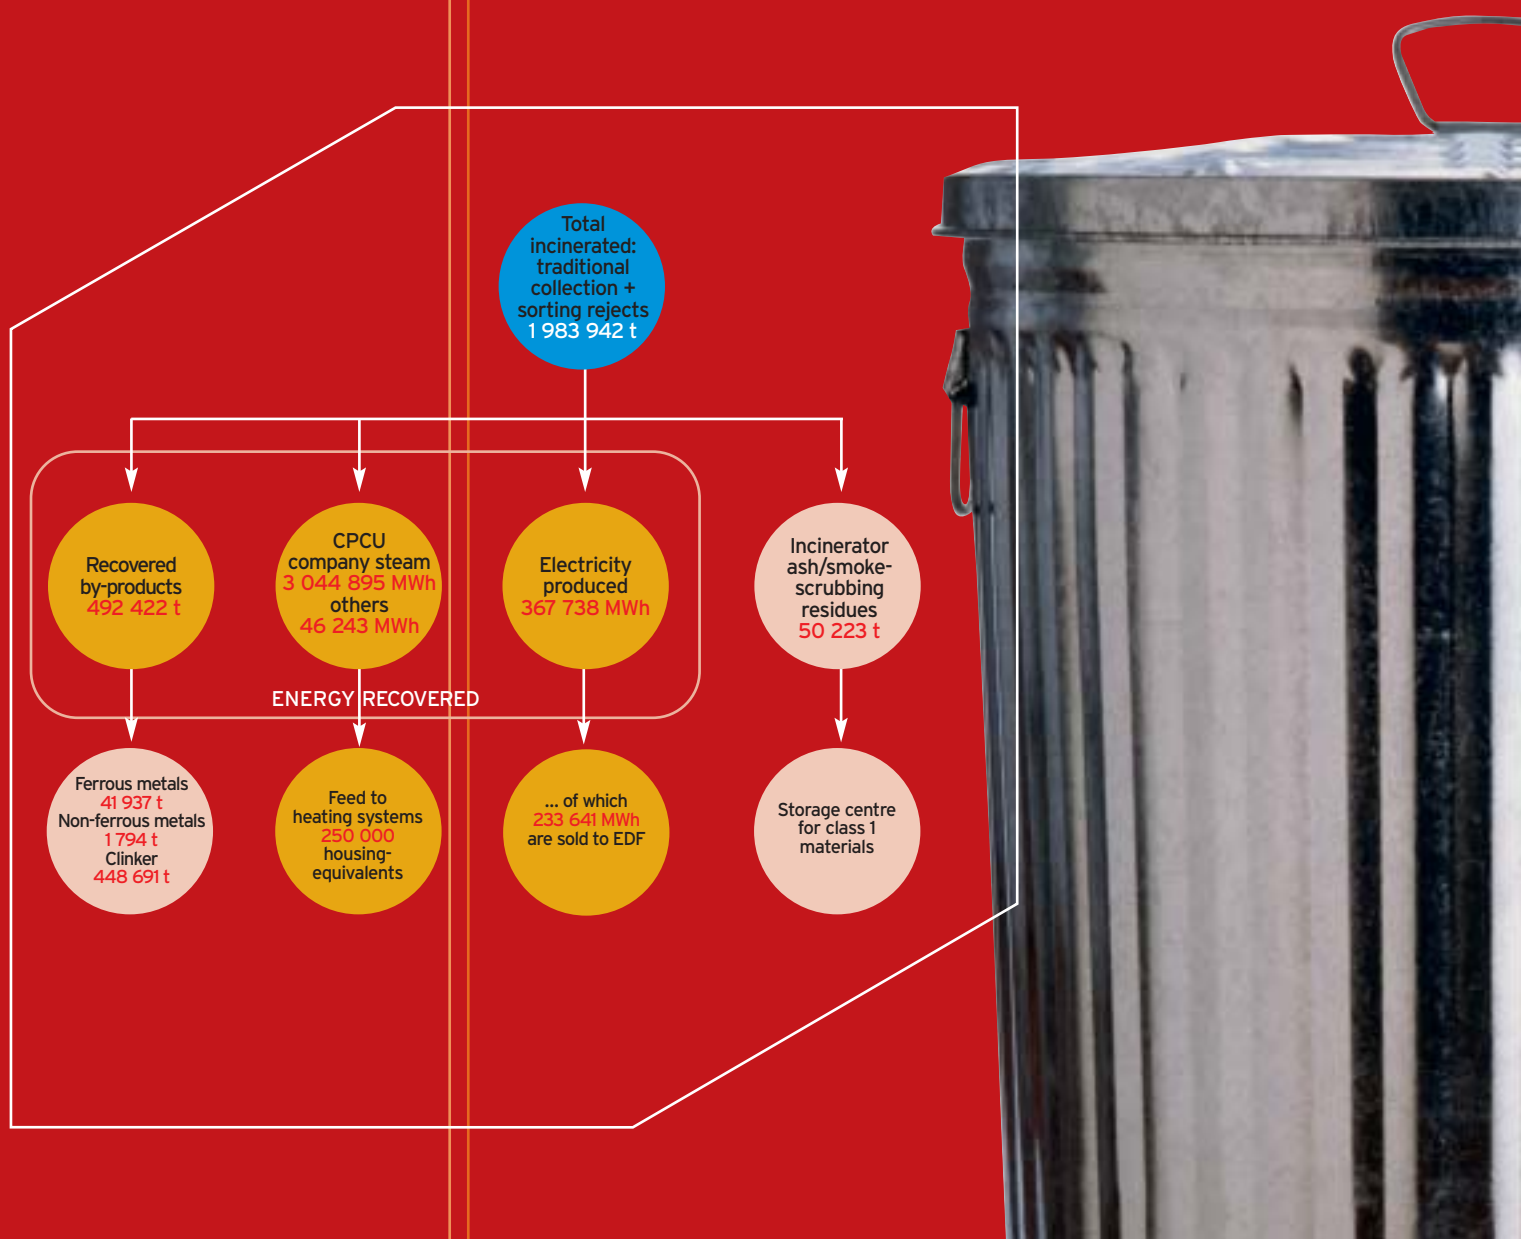 Total
incinerated:
traditional
collection +
sorting rejects
1 983 942 t
Recovered
by-products
492 422 t
CPCU
company steam
3 044 895 MWh
others
46 243 MWh
Electricity
produced
367 738 MWh
Incinerator
ash/smoke-
scrubbing
residues
50 223 t
ENERGY RECOVERED
Ferrous metals
41 937 t
Non-ferrous metals
1 794 t
Clinker
448 691 t
Feed to
heating systems
250 000
housing-
equivalents
... of which
233 641 MWh
are sold to EDF
Storage centre
for class 1
materials